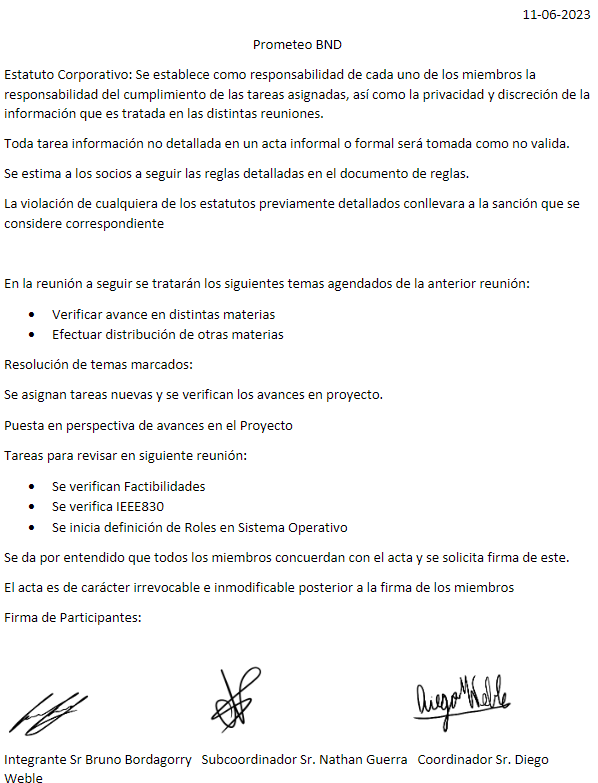 11-06-2023
Prometeo BND
Estatuto Corporativo: Se establece como responsabilidad de cada uno de los miembros la
responsabilidad del cumplimiento de las tareas asignadas, así como la privacidad y discreción de la
información que es tratada en las distintas reuniones.
Toda tarea información no detallada en un acta informal o formal será tomada como no valida.
Se estima a los socios a seguir las reglas detalladas en el documento de reglas.
La violación de cualquiera de los estatutos previamente detallados conllevara a la sanción que se
considere correspondiente
En la reunión a seguir se tratarán los siguientes temas agendados de la anterior reunión:
• Verificar avance en distintas materias
• Efectuar distribución de otras materias
Resolución de temas marcados:
Se asignan tareas nuevas y se verifican los avances en proyecto.
Puesta en perspectiva de avances en el Proyecto
Tareas para revisar en siguiente reunión:
• Se verifican Factibilidades
• Se verifica IEEE830
• Se inicia definición de Roles en Sistema Operativo
Se da por entendido que todos los miembros concuerdan con el acta y se solicita firma de este.
El acta es de carácter irrevocable e inmodificable posterior a la firma de los miembros
Firma de Participantes:
Diego Weble
Integrante Sr Bruno Bordagorry Subcoordinador Sr. Nathan Guerra Coordinador Sr. Diego
Weble